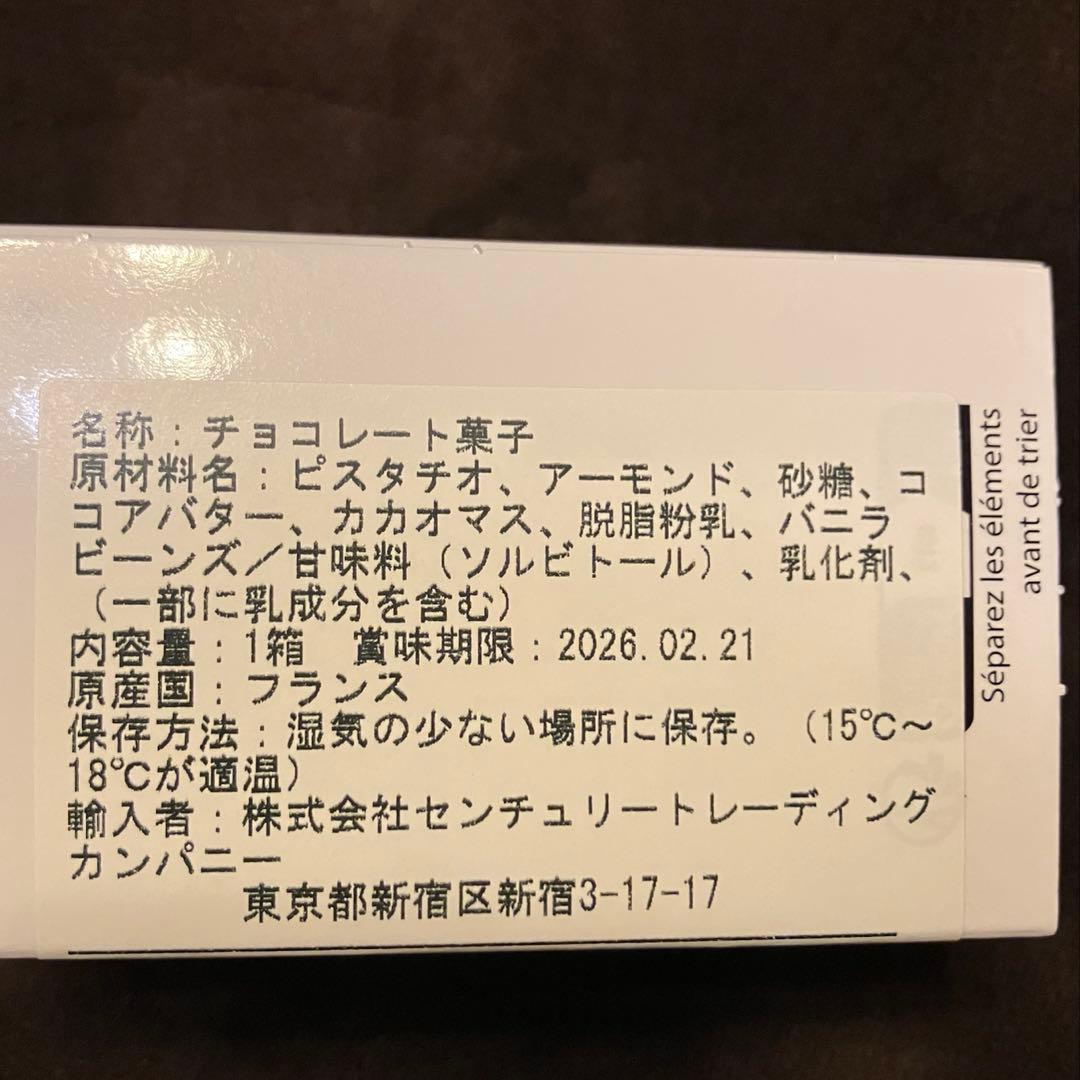 名称：チョコレート菓子
原材料名：ピスタチオ、アーモンド、砂糖、コ
コアバター、カカオマス、脱脂粉乳、バニラ
ビーンズ／甘味料（ソルビトール）、乳化剤、
（一部に乳成分を含む）
内容量：1箱　賞味期限：2026.02.21
原産国：フランス
保存方法：湿気の少ない場所に保存。（15℃～
18℃が適温）
輸入者：株式会社センチュリートレーディング
カンパニー
東京都新宿区新宿3-17-17
Séparez les éléments
avant de trier